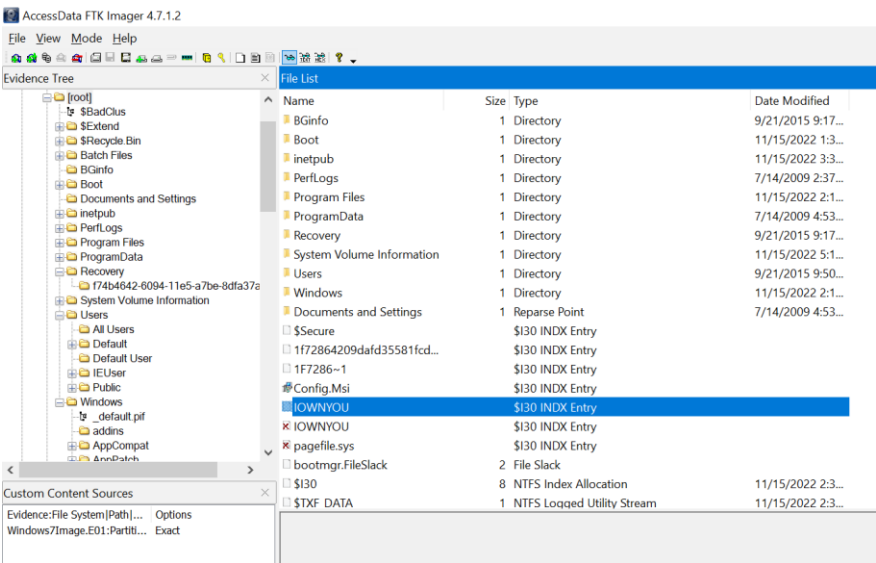 AccessData FTK Imager 4.7.1.2
File View Mode Help
Evidence Tree
[root]
$BadClus
$Extend
$Recycle.Bin
Batch Files
BGinfo
Boot
Documents and Settings
inetpub
PerfLogs
Program Files
ProgramData
Recovery
f74b4642-6094-11e5-a7be-8dfa37a
System Volume Information
Users
All Users
Default
Default User
IEUser
Public
Windows
_default.pif
addins
AppCompat
AppPatch
Custom Content Sources
Evidence:File System|Path|... Options
Windows7Image.E01:Partiti... Exact
File List
Name Size Type Date Modified
BGinfo 1 Directory 9/21/2015 9:17...
Boot 1 Directory 11/15/2022 1:3...
inetpub 1 Directory 11/15/2022 3:3...
PerfLogs 1 Directory 7/14/2009 2:37...
Program Files 1 Directory 11/15/2022 2:1...
ProgramData 1 Directory 7/14/2009 4:53...
Recovery 1 Directory 9/21/2015 9:17...
System Volume Information 1 Directory 11/15/2022 5:1...
Users 1 Directory 9/21/2015 9:50...
Windows 1 Directory 11/15/2022 2:1...
Documents and Settings 1 Reparse Point 7/14/2009 4:53...
$Secure $I30 INDX Entry
1f72864209dafd35581fcd... $I30 INDX Entry
1F7286~1 $I30 INDX Entry
Config.Msi $I30 INDX Entry
IOWNYOU $I30 INDX Entry
IOWNYOU $I30 INDX Entry
pagefile.sys $I30 INDX Entry
bootmgr.FileSlack 2 File Slack
$I30 8 NTFS Index Allocation 11/15/2022 2:3...
$TXF_DATA 1 NTFS Logged Utility Stream 11/15/2022 2:3...